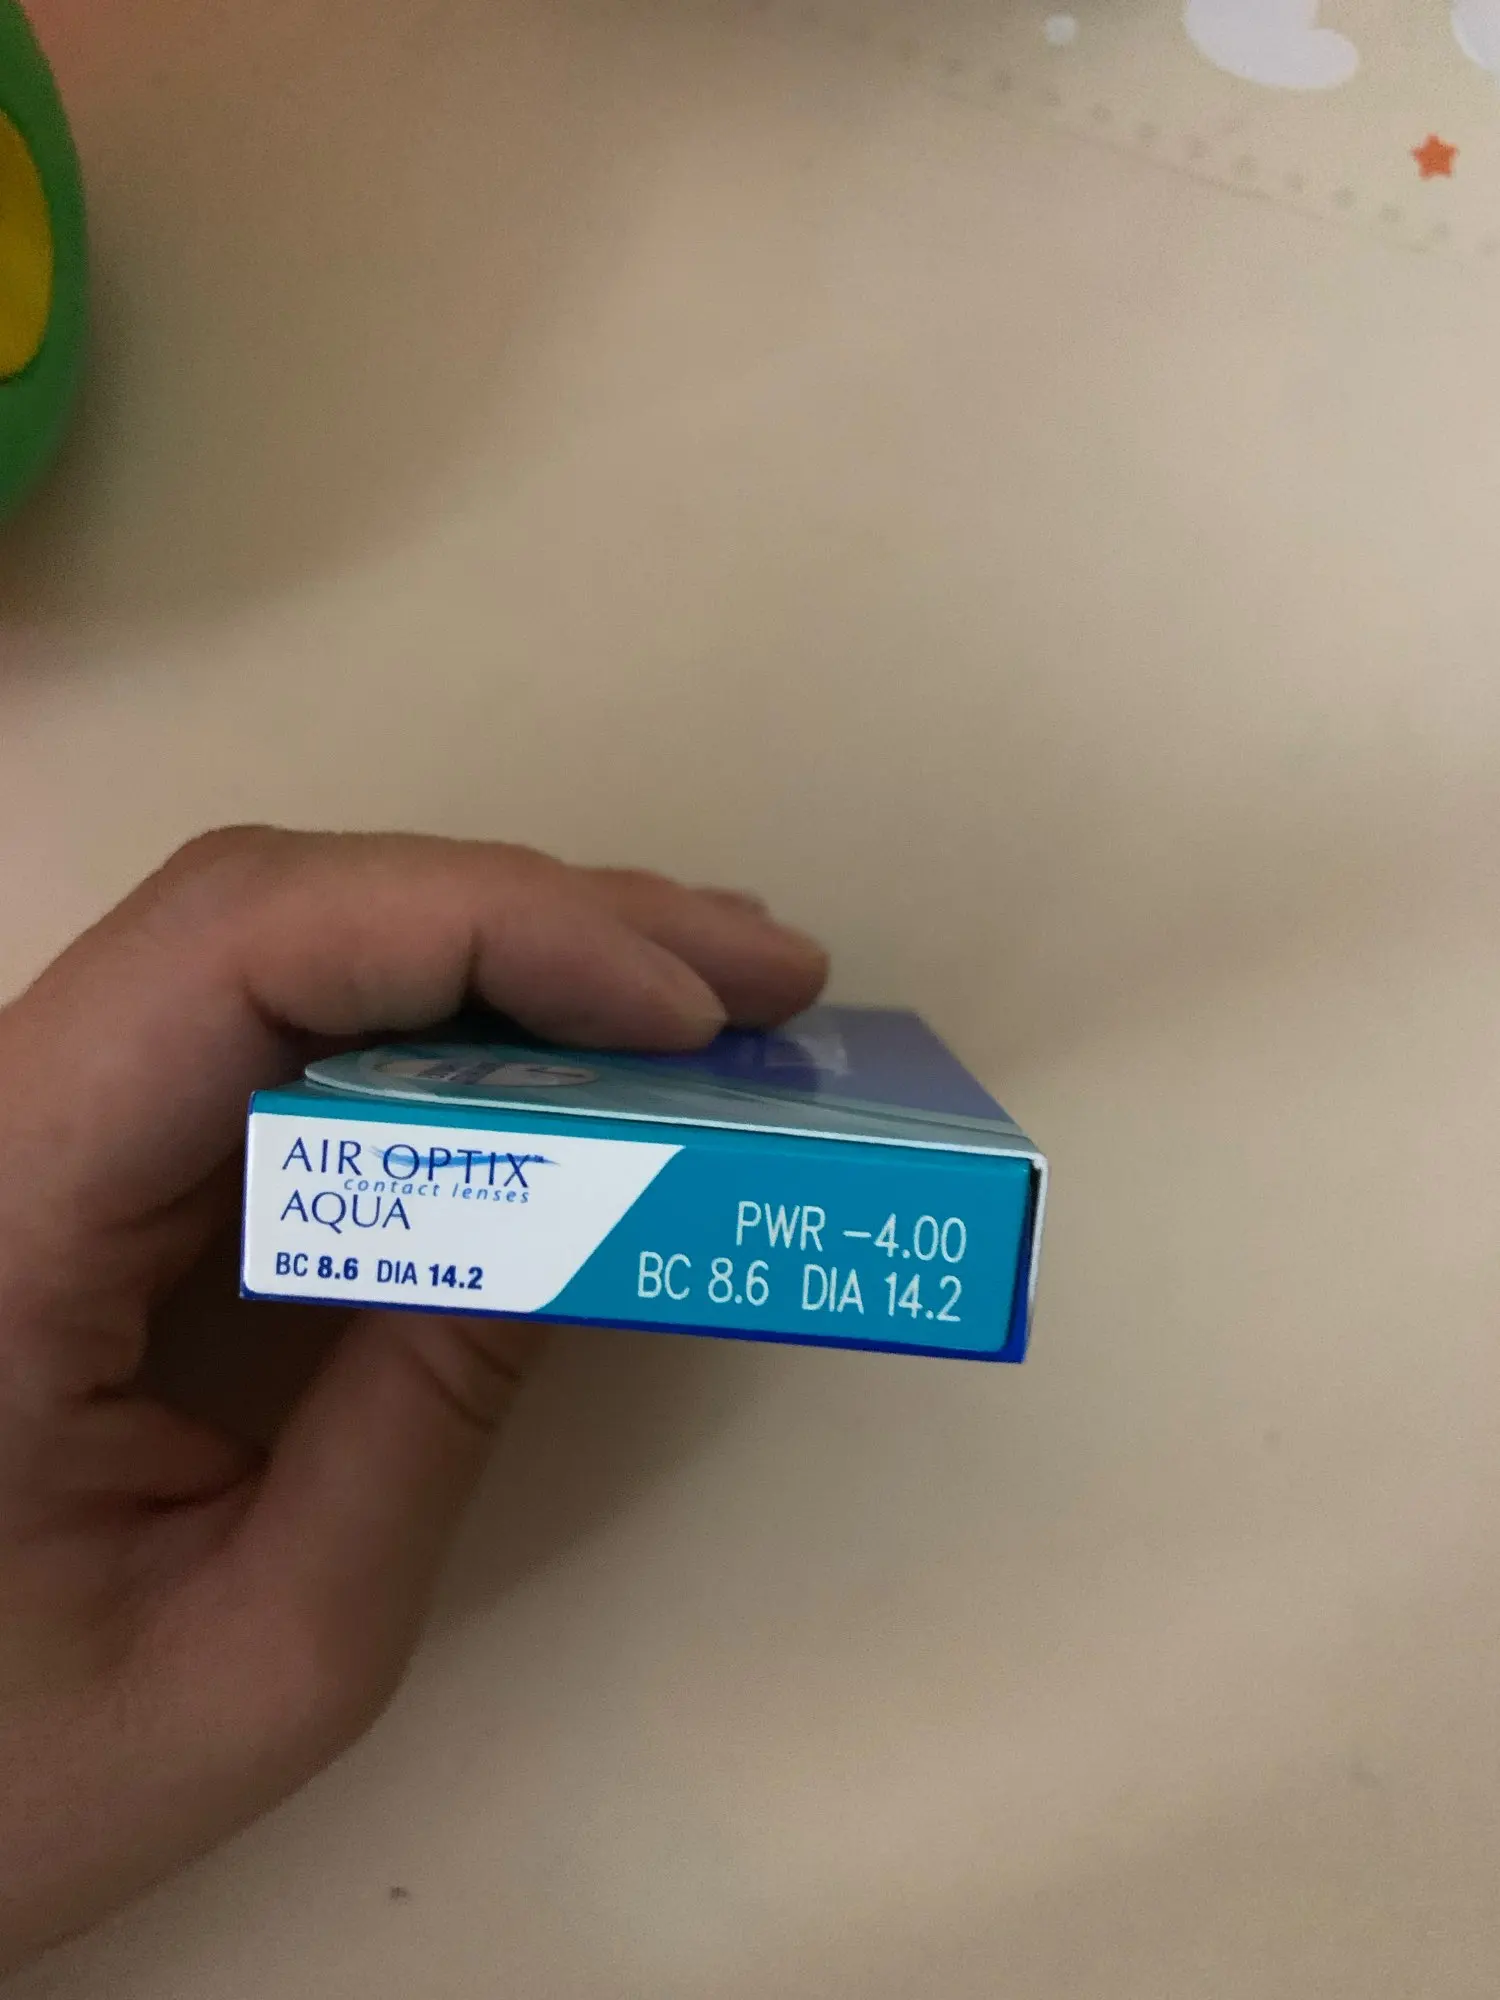 AIR OPTIX™
contact lenses
AQUA
BC 8.6 DIA 14.2
PWR -4.00
BC 8.6 DIA 14.2